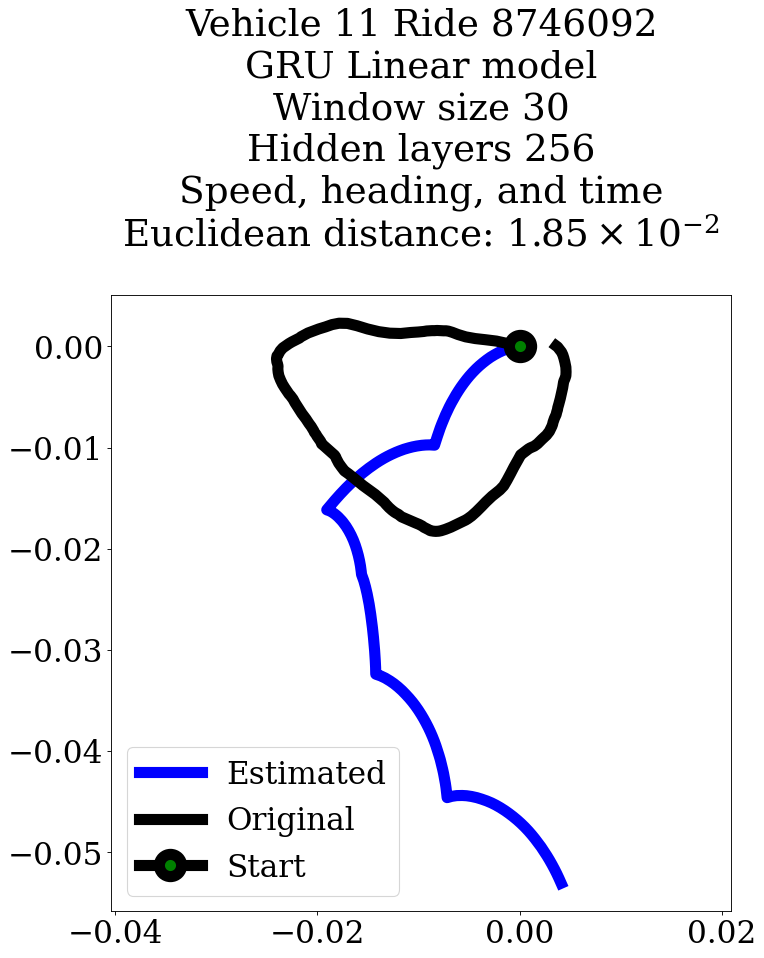 Vehicle 11 Ride 8746092
GRU Linear model
Window size 30
Hidden layers 256
Speed, heading, and time
Euclidean distance: 1.85 × 10⁻²
0.00
−0.01
−0.02
−0.03
−0.04
−0.05
Estimated
Original
Start
−0.04
−0.02
0.00
0.02